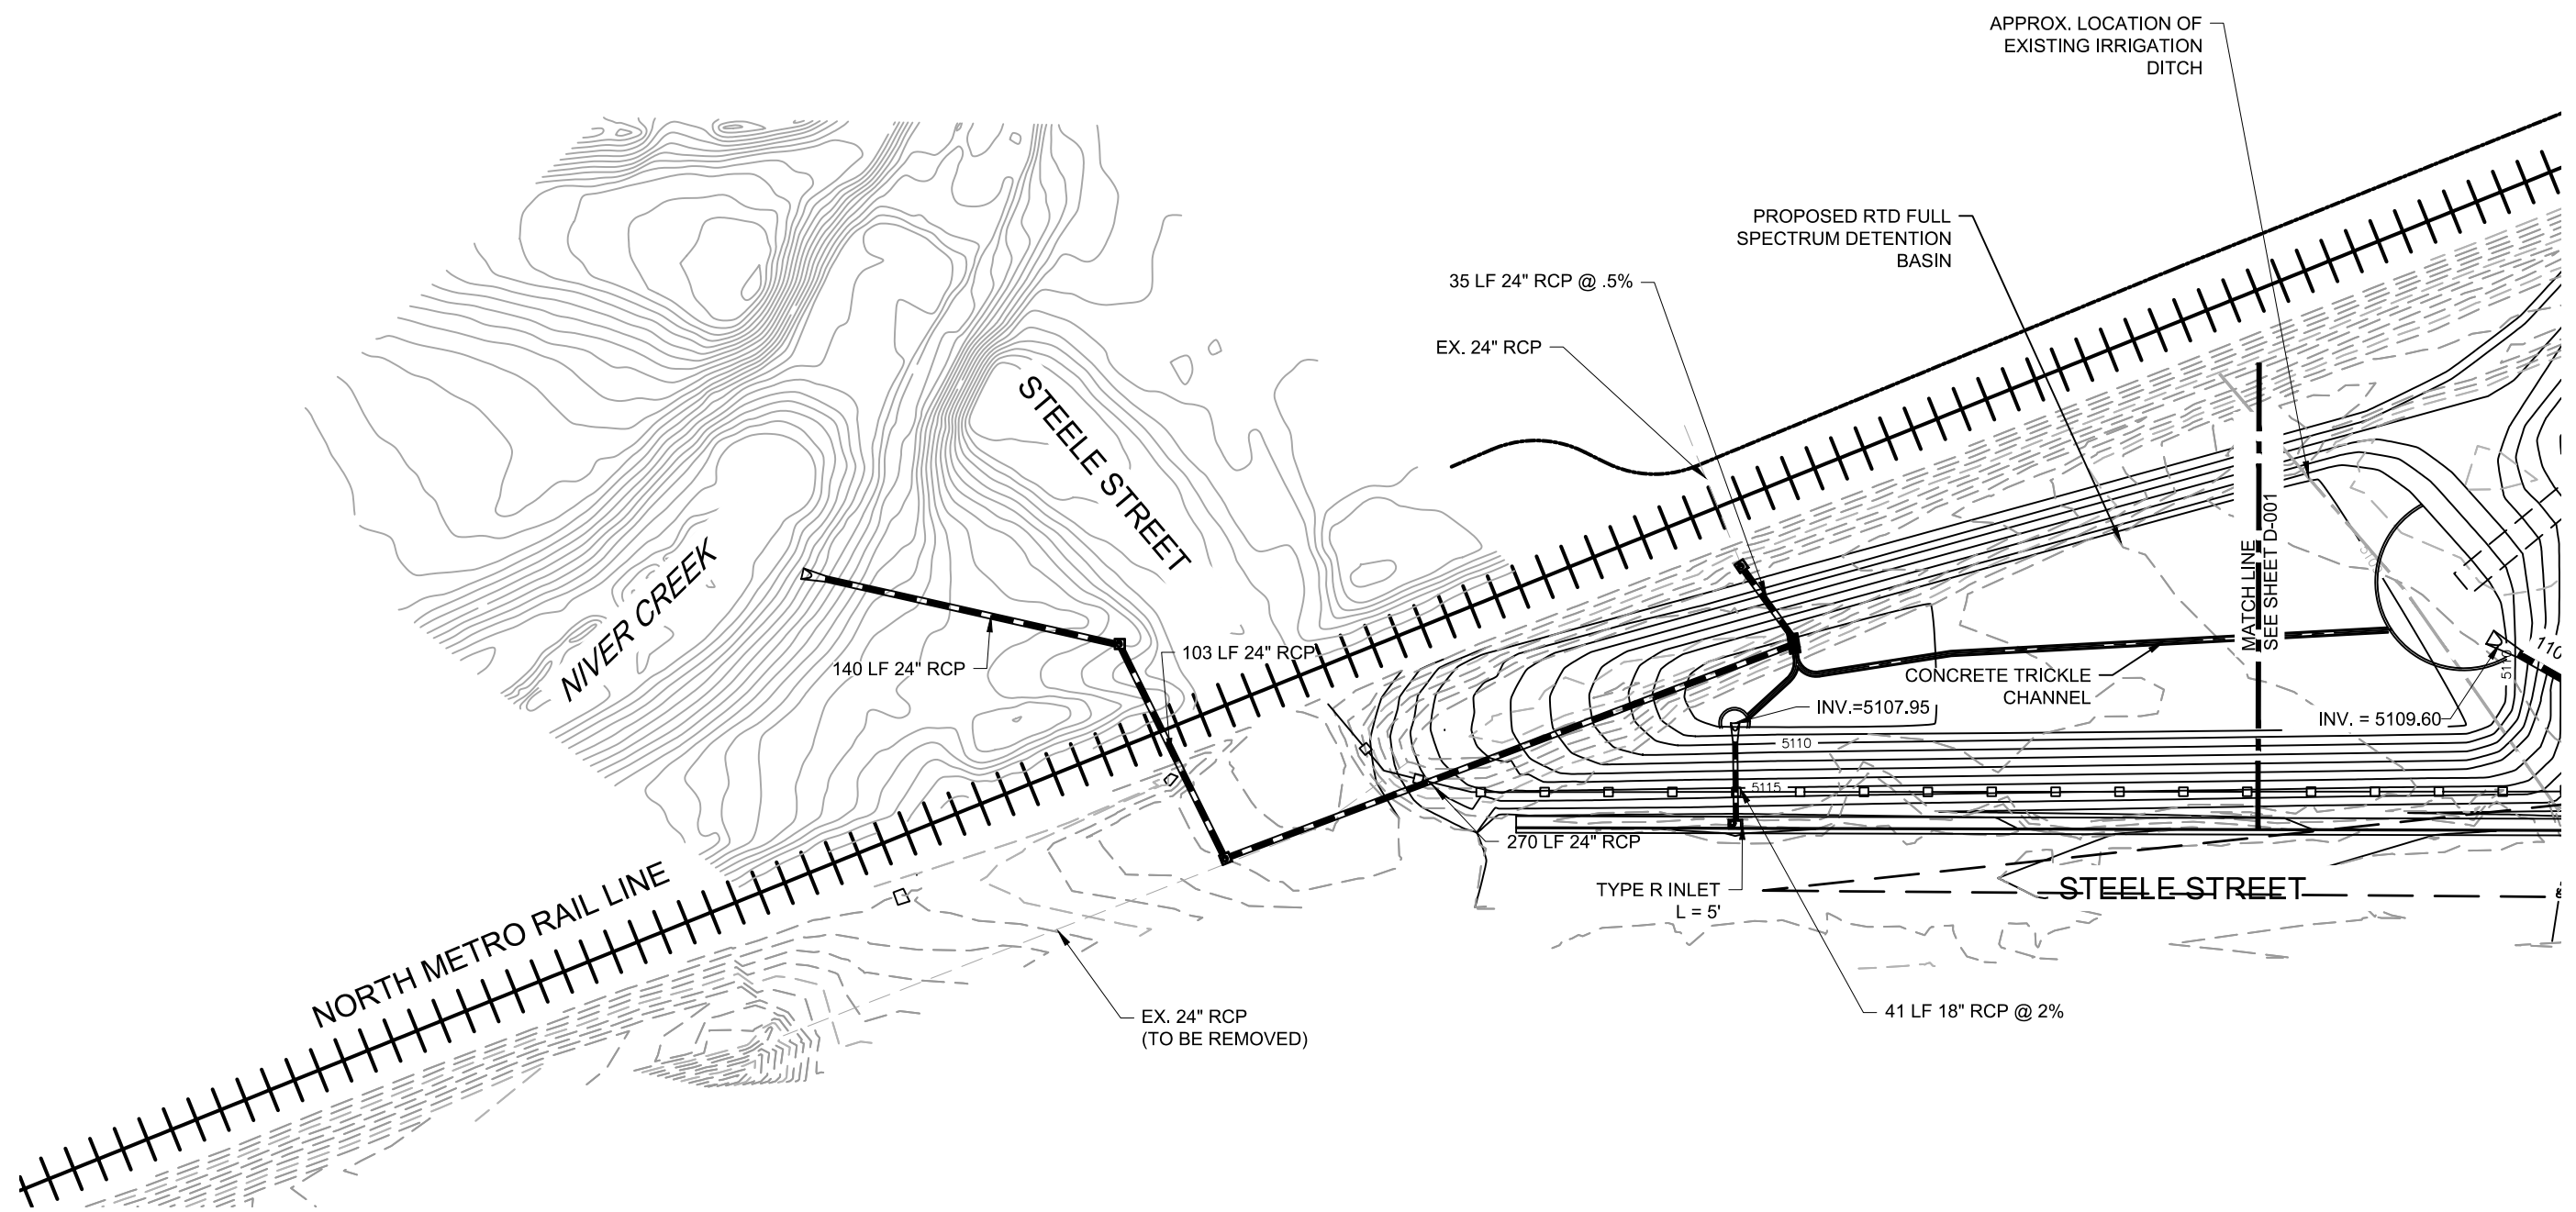 APPROX. LOCATION OF
EXISTING IRRIGATION
DITCH
PROPOSED RTD FULL
SPECTRUM DETENTION
BASIN
35 LF 24" RCP @ .5%
EX. 24" RCP
STEELE STREET
NIVER CREEK
140 LF 24" RCP
103 LF 24" RCP
MATCH LINE
SEE SHEET D-001
CONCRETE TRICKLE
CHANNEL
INV.=5107.95
INV. = 5109.60
5110
5115
270 LF 24" RCP
TYPE R INLET
L = 5'
STEELE STREET
NORTH METRO RAIL LINE
EX. 24" RCP
(TO BE REMOVED)
41 LF 18" RCP @ 2%